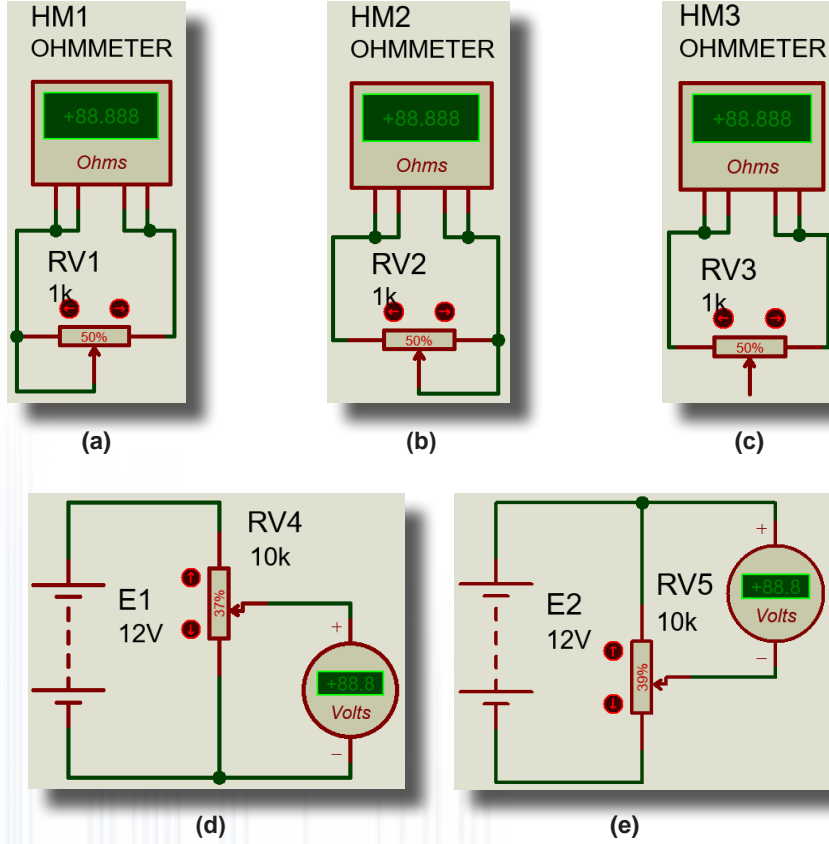 HM1
OHMMETER
+88.888
Ohms
RV1
1k
50%
(a)
HM2
OHMMETER
+88.888
Ohms
RV2
1k
50%
(b)
HM3
OHMMETER
+88.888
Ohms
RV3
1k
50%
(c)
E1
12V
RV4
10k
37%
+
+88.8
Volts
−
(d)
E2
12V
RV5
10k
39%
+
+88.8
Volts
−
(e)